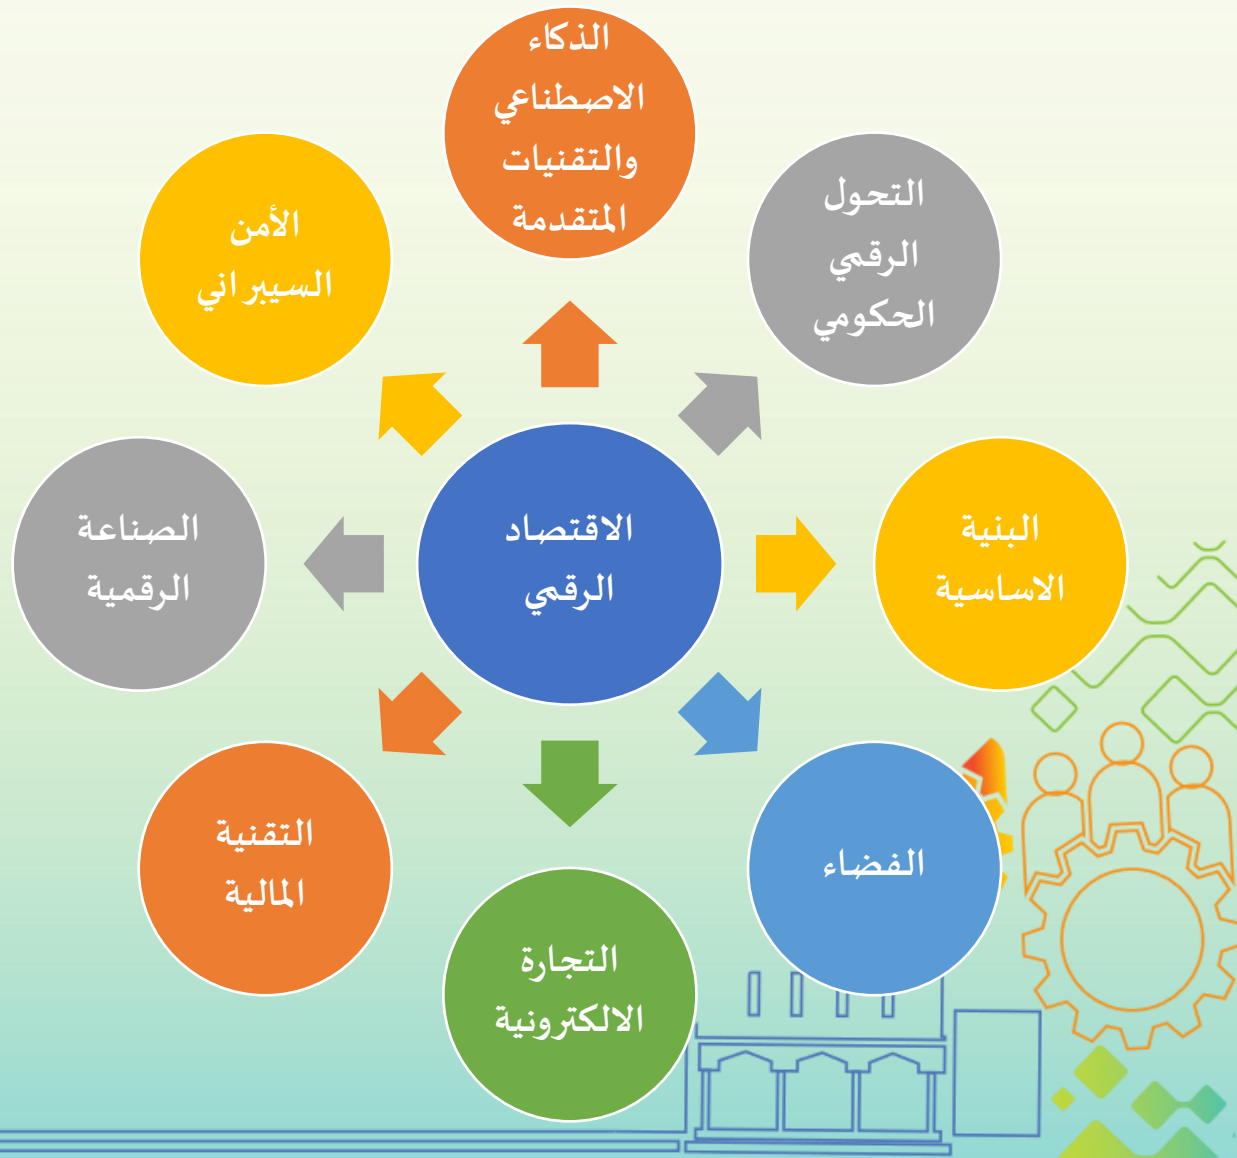 الذكاء
الاصطناعي
والتقنيات
المتقدمة
التحول
الرقمي
الحكومي
الأمن
السيبراني
البنية
الاساسية
الاقتصاد
الرقمي
الصناعة
الرقمية
الفضاء
التقنية
المالية
التجارة
الالكترونية